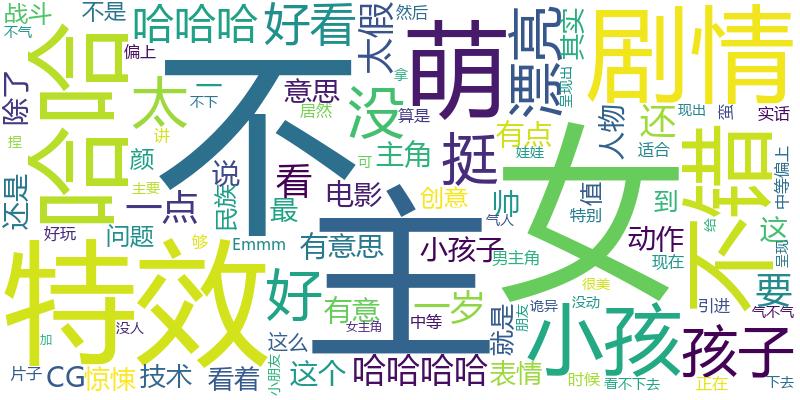 战斗
不是
哈哈哈
好看
太假
然后
漂亮
其实
剧情
不气
偏上
哈哈
除了
太
一
不
意思
居然
没
萌
算是
挺
有点
人物
还
呈现出
现出
蛮
实话
不下
拿
捏
讲
颜
说
看
主角
娃娃
适合
可
还是
一点
民族
最
电影
创意
帅
值
到
这
不错
中等偏上
主要
女
主
好玩
问题
够
Emmm
有意思
小孩子
气人
男主角
特别
动作
现在
给
要
呈现
特效
好
有意
一岁
很美
诡异
没动
引进
气不气
朋友
就是
小孩
孩子
加
没人
女主角
中等
这么
片子
CG
惊悚
技术
看着
小朋友
这个
哈哈哈哈
表情
时候
看不下去
正在
下去